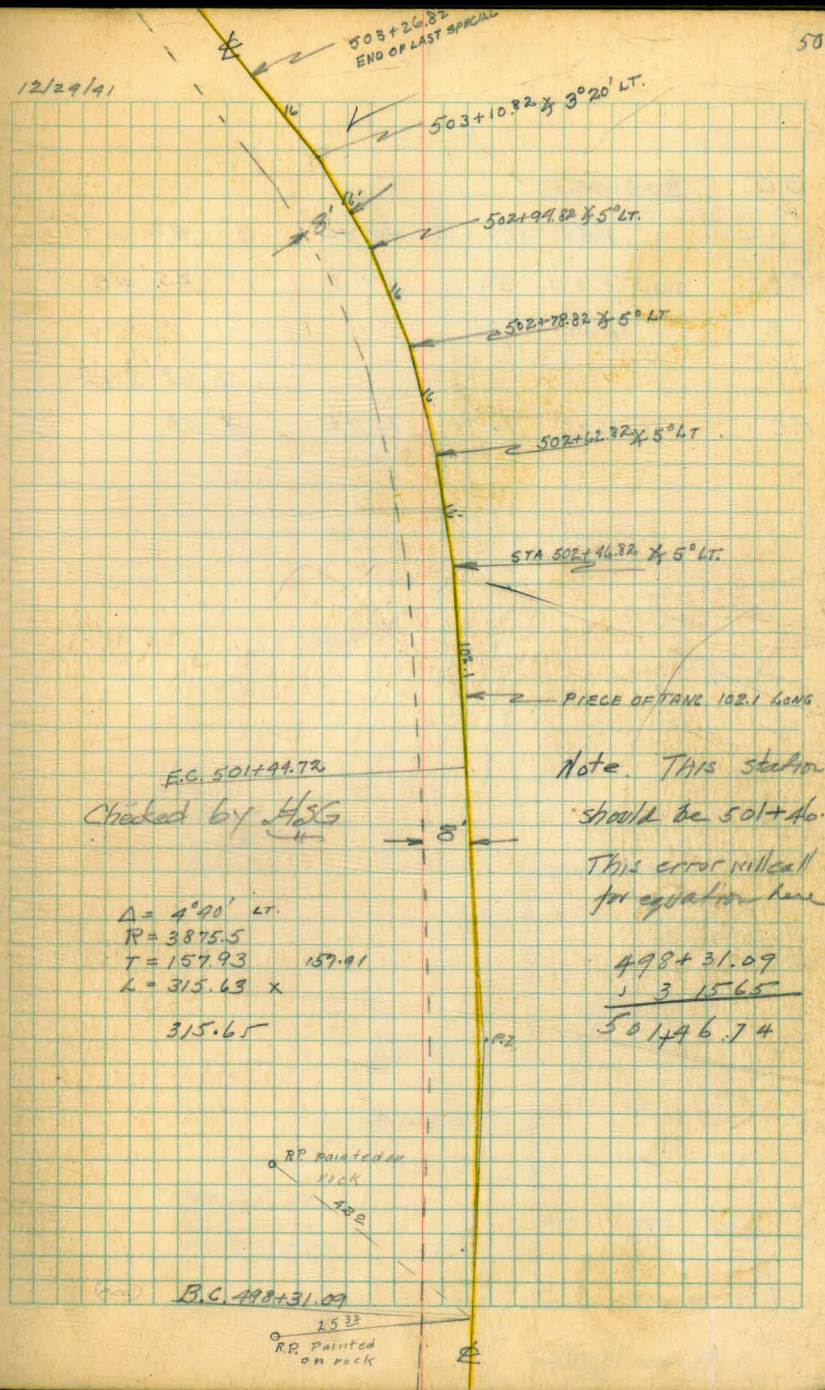 12/29/41
50
℄
503+26.82
END OF LAST SPECIAL
16
503+10.82 ∡ 3°20' LT.
16'
8'
502+94.82 ∡ 5° LT.
16
502+78.82 ∡ 5° LT
16
502+62.82 ∡ 5° LT
16
STA 502+46.82 ∡ 5° LT.
102.1
PIECE OF TANG 102.1 LONG
E.C. 501+44.72
Note. This station
should be 501+46.
Checked by HSG
8'
This error will call
for equation here
Δ = 4°40' LT.
R = 3875.5
T = 157.93 157.91
L = 315.63 x
315.65
498+31.09
3 1565
501+46.74
P.I.
R.P. painted on
rock
B.C. 498+31.09
25 37
R.P. Painted
on rock
℄